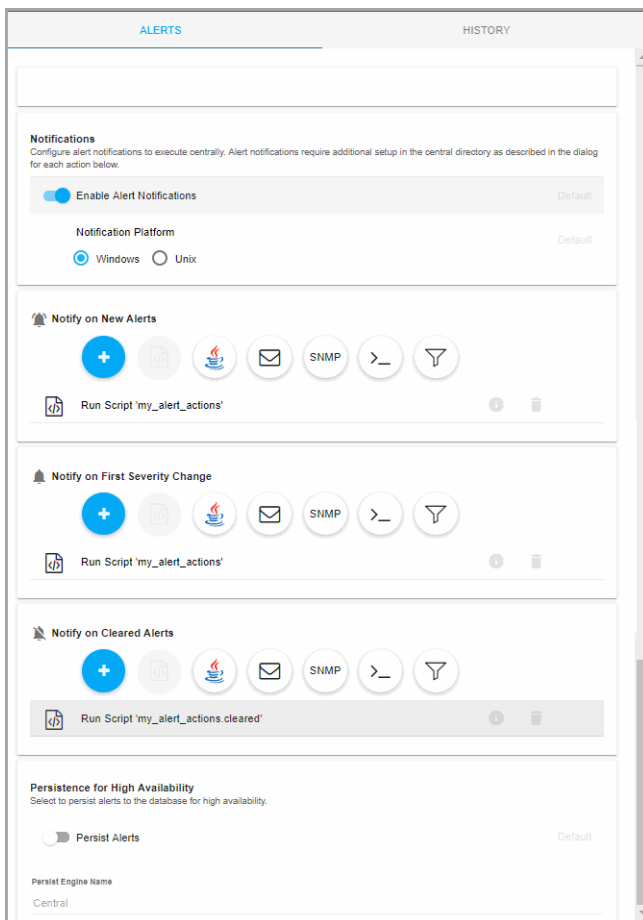 ALERTS
HISTORY
Notifications
Configure alert notifications to execute centrally. Alert notifications require additional setup in the central directory as described in the dialog
for each action below.
Enable Alert Notifications
Default
Notification Platform
Default
Windows
Unix
Notify on New Alerts
SNMP
Run Script 'my_alert_actions'
Notify on First Severity Change
SNMP
Run Script 'my_alert_actions'
Notify on Cleared Alerts
SNMP
Run Script 'my_alert_actions.cleared'
Persistence for High Availability
Select to persist alerts to the database for high availability.
Persist Alerts
Default
Persist Engine Name
Central